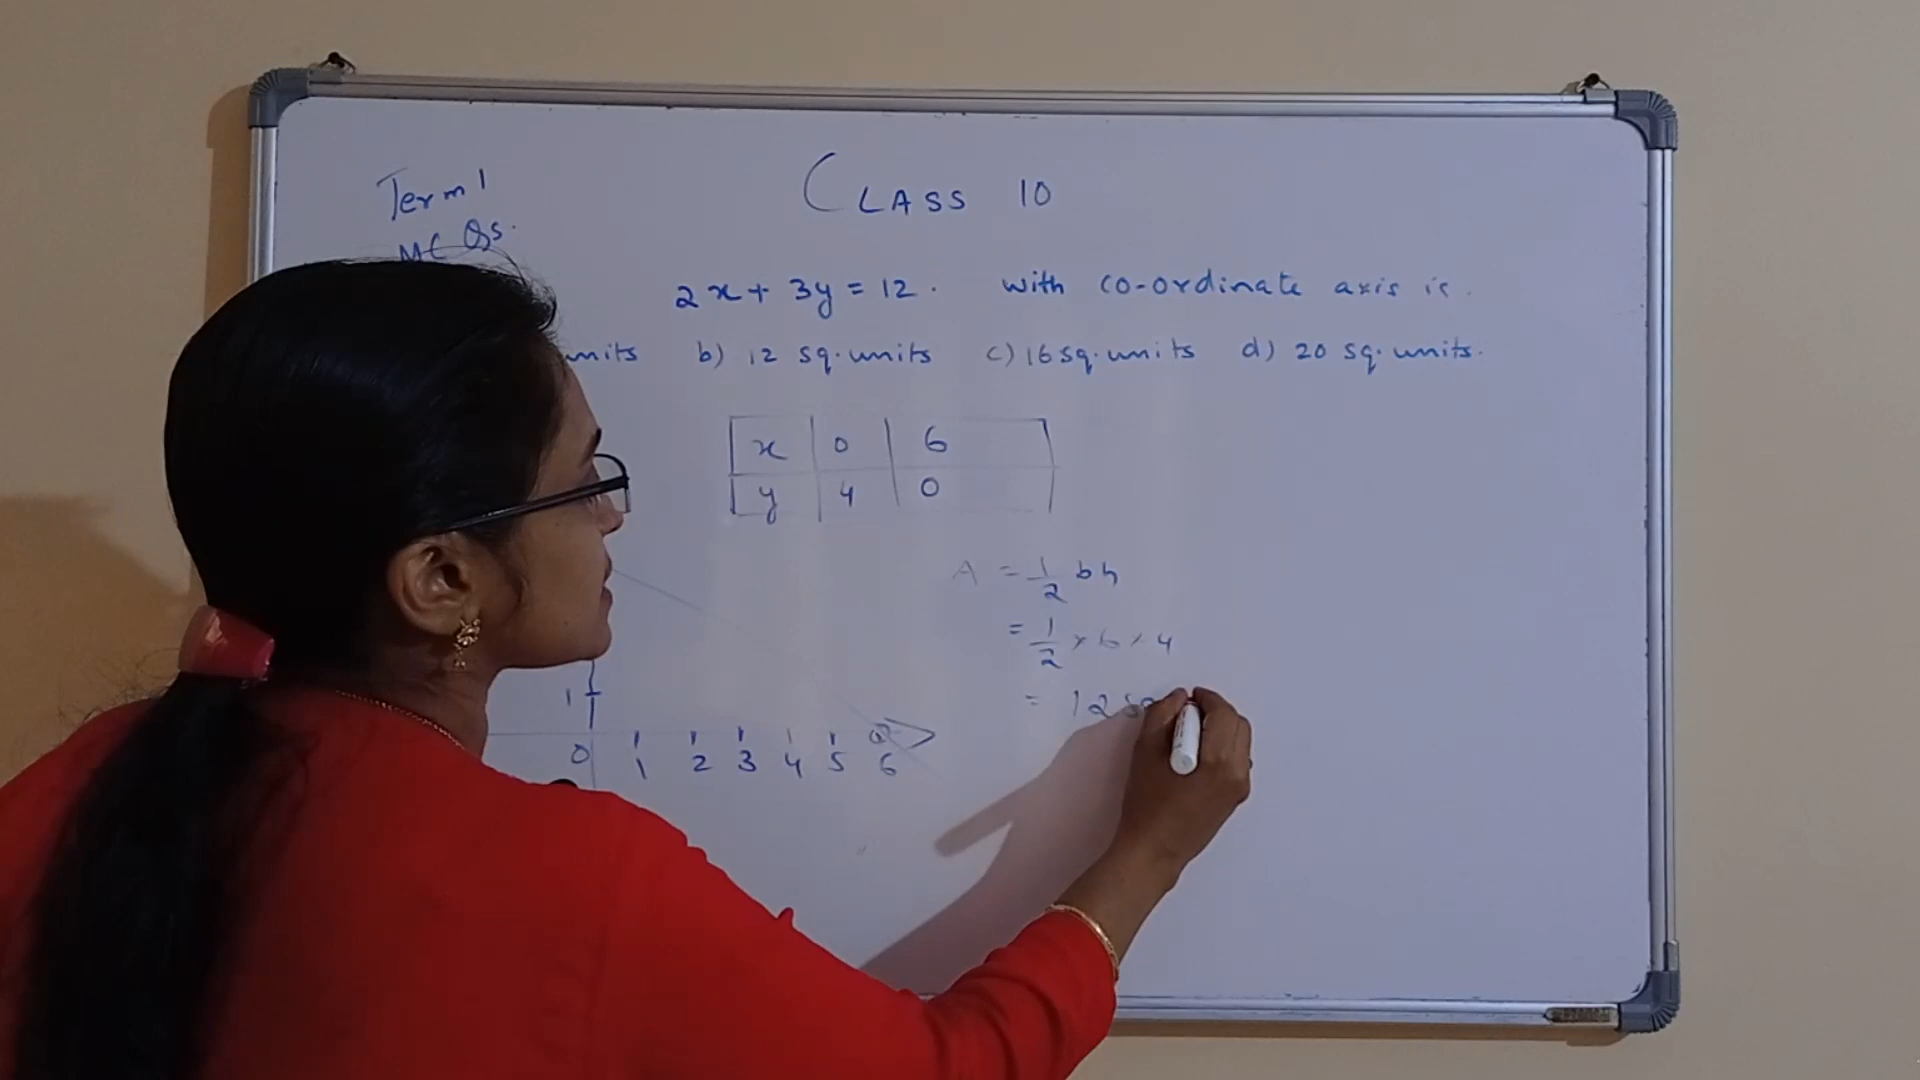 Term 1
CLASS 10
MCQs.
2x + 3y = 12. with co-ordinate axis is.
units b) 12 sq. units c) 16 sq. units d) 20 sq. units.
x 0 6
y 4 0
A = 1/2 bh
= 1/2 × 6 × 4
= 12 sq
1
0 1 2 3 4 5 6